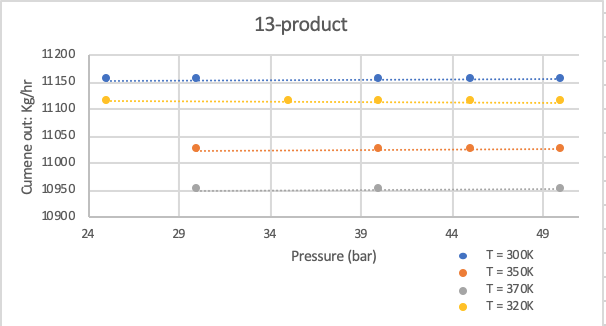 13-product
11200
11150
11100
11050
11000
10950
10900
Cumene out: Kg/hr
24 29 34 39 44 49
Pressure (bar)
T = 300K
T = 350K
T = 370K
T = 320K